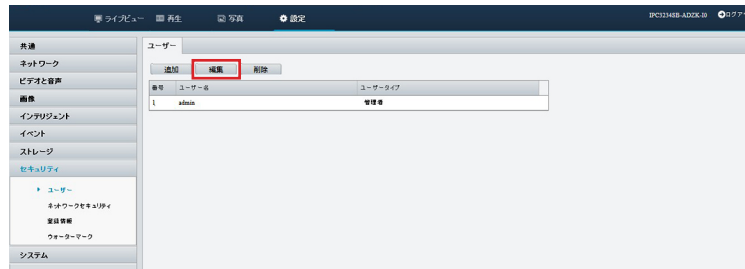 ライブビュー 再生 写真 設定 IPC3234SB-ADZK-I0 ログア
共通
ネットワーク
ビデオと音声
画像
インテリジェント
イベント
ストレージ
セキュリティ
ユーザー
ネットワークセキュリティ
登録情報
ウォーターマーク
システム
ユーザー
追加 編集 削除
番号 ユーザー名 ユーザータイプ
1 admin 管理者